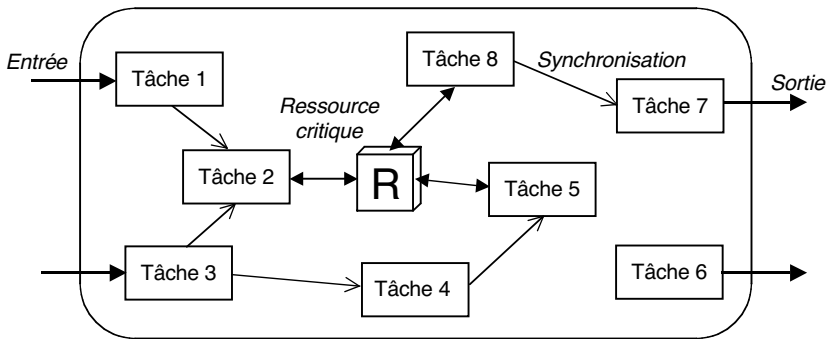 Entrée
Tâche 1
Tâche 8
Synchronisation
Tâche 7
Sortie
Ressource
critique
Tâche 2
R
Tâche 5
Tâche 3
Tâche 4
Tâche 6